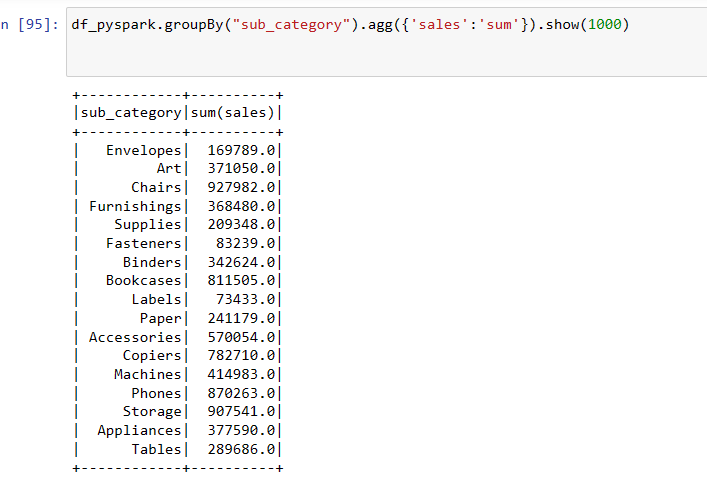 n [95]: df_pyspark.groupBy("sub_category").agg({'sales':'sum'}).show(1000)
+------------+----------+
|sub_category|sum(sales)|
+------------+----------+
|   Envelopes|  169789.0|
|         Art|  371050.0|
|      Chairs|  927982.0|
| Furnishings|  368480.0|
|    Supplies|  209348.0|
|   Fasteners|   83239.0|
|     Binders|  342624.0|
|   Bookcases|  811505.0|
|      Labels|   73433.0|
|       Paper|  241179.0|
| Accessories|  570054.0|
|     Copiers|  782710.0|
|    Machines|  414983.0|
|      Phones|  870263.0|
|     Storage|  907541.0|
|  Appliances|  377590.0|
|      Tables|  289686.0|
+------------+----------+